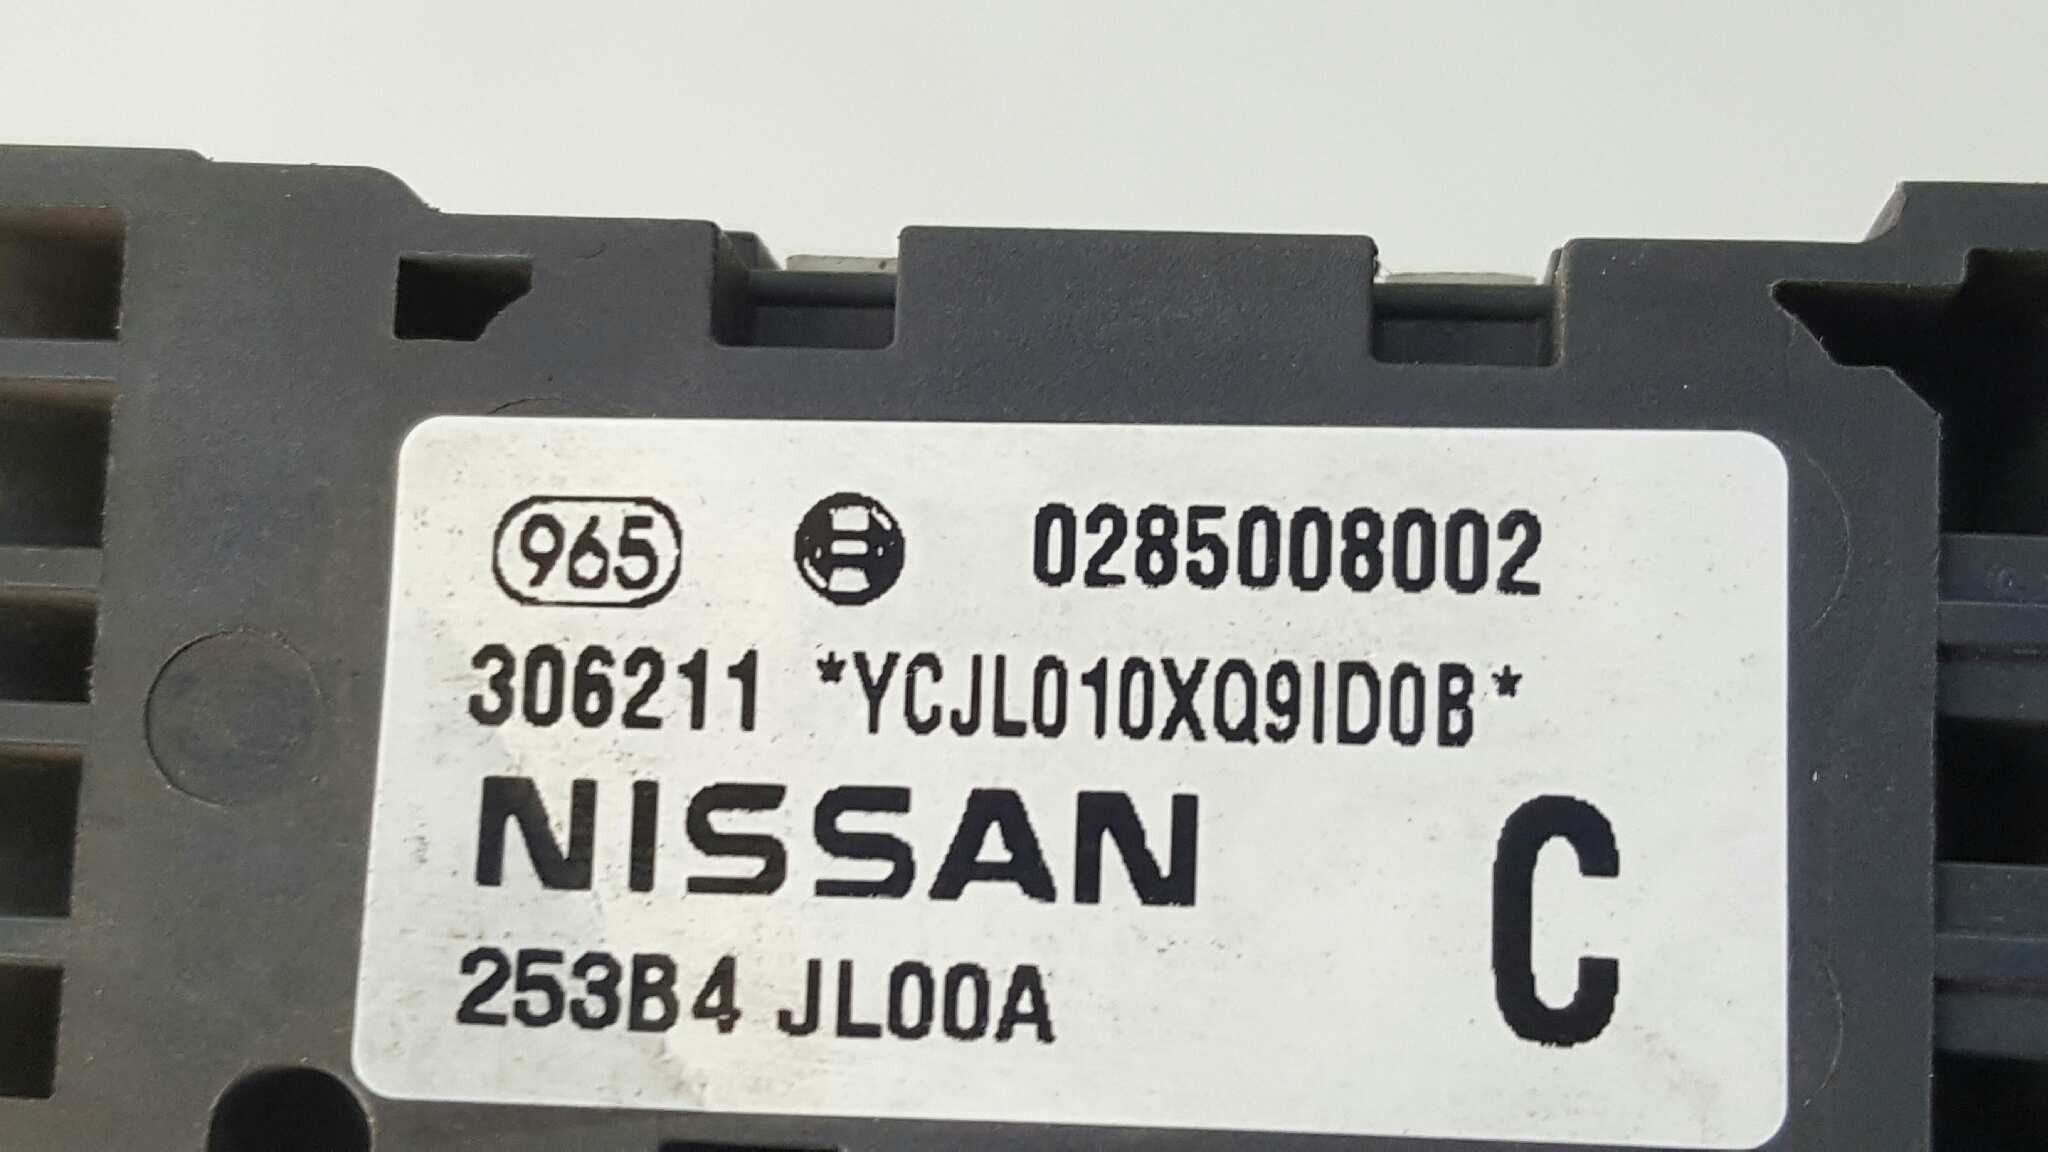 965 0285008002
306211 *YCJL010XQ9ID0B*
NISSAN C
253B4 JL00A